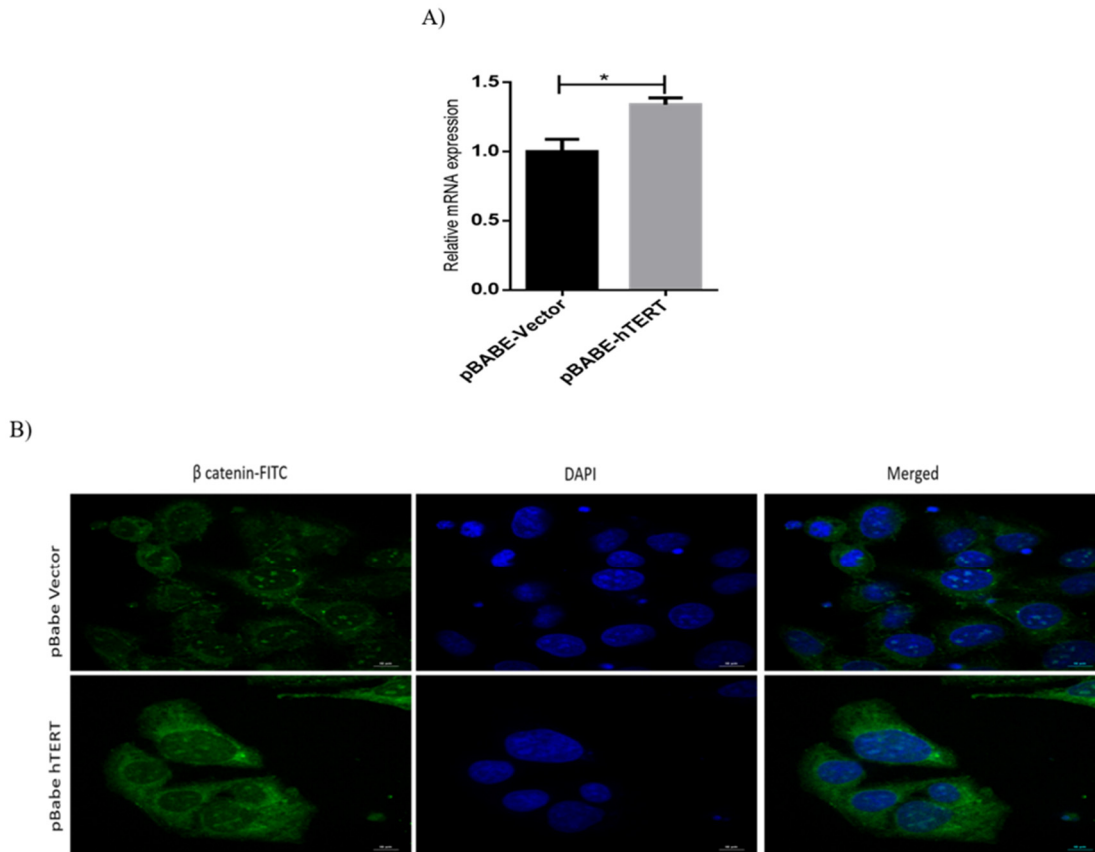 A)
1.5
*
1.0
0.5
0.0
Relative mRNA expression
pBABE-Vector
pBABE-hTERT
B)
β catenin-FITC
DAPI
Merged
pBabe Vector
pBabe hTERT